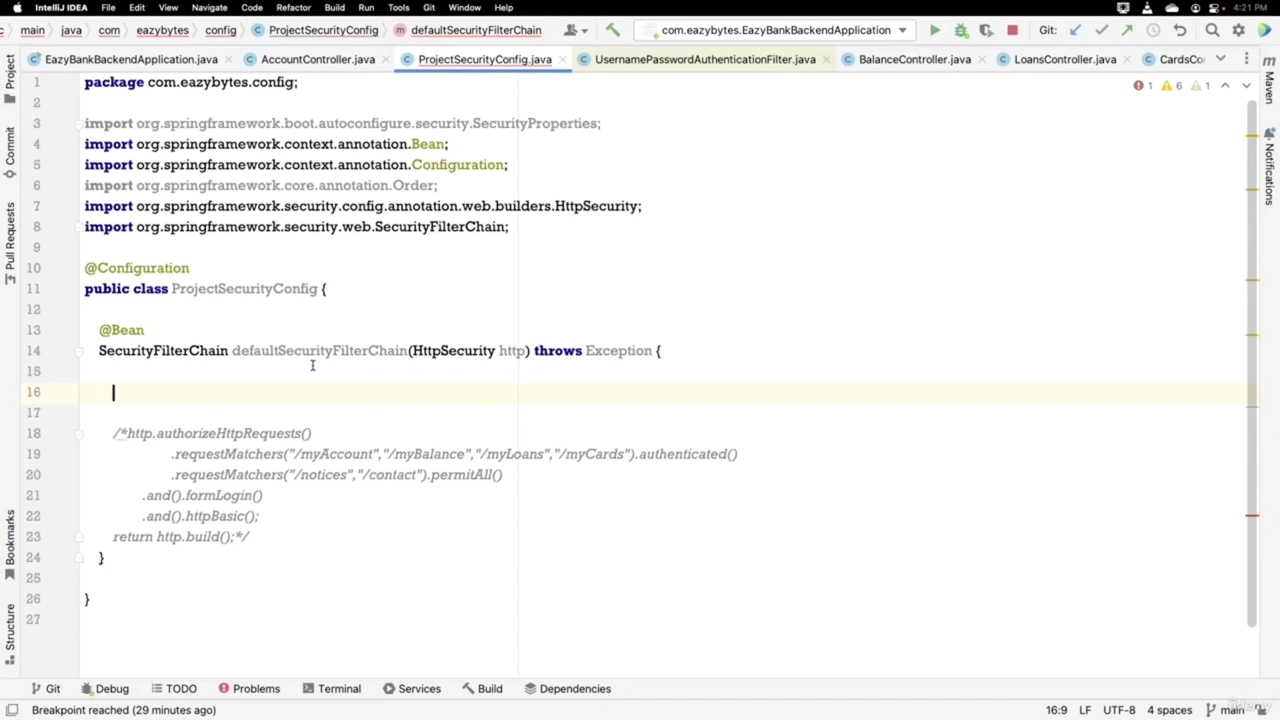 IntelliJ IDEA File Edit View Navigate Code Refactor Build Run Tools Git Window Help 4:21 PM
main java com eazybytes config ProjectSecurityConfig defaultSecurityFilterChain com.eazybytes.EazyBankBackendApplication Git:
EazyBankBackendApplication.java AccountController.java ProjectSecurityConfig.java UsernamePasswordAuthenticationFilter.java BalanceController.java LoansController.java CardsCo
Project
Commit
Pull Requests
Bookmarks
Structure
1 package com.eazybytes.config; 1 6 1
2
3 import org.springframework.boot.autoconfigure.security.SecurityProperties;
4 import org.springframework.context.annotation.Bean;
5 import org.springframework.context.annotation.Configuration;
6 import org.springframework.core.annotation.Order;
7 import org.springframework.security.config.annotation.web.builders.HttpSecurity;
8 import org.springframework.security.web.SecurityFilterChain;
9
10 @Configuration
11 public class ProjectSecurityConfig {
12
13 @Bean
14 SecurityFilterChain defaultSecurityFilterChain(HttpSecurity http) throws Exception {
15
16
17
18 /*http.authorizeHttpRequests()
19 .requestMatchers("/myAccount","/myBalance","/myLoans","/myCards").authenticated()
20 .requestMatchers("/notices","/contact").permitAll()
21 .and().formLogin()
22 .and().httpBasic();
23 return http.build();*/
24 }
25
26 }
27
Maven
Notifications
Git Debug TODO Problems Terminal Services Build Dependencies
Breakpoint reached (29 minutes ago) 16:9 LF UTF-8 4 spaces main
Udemy